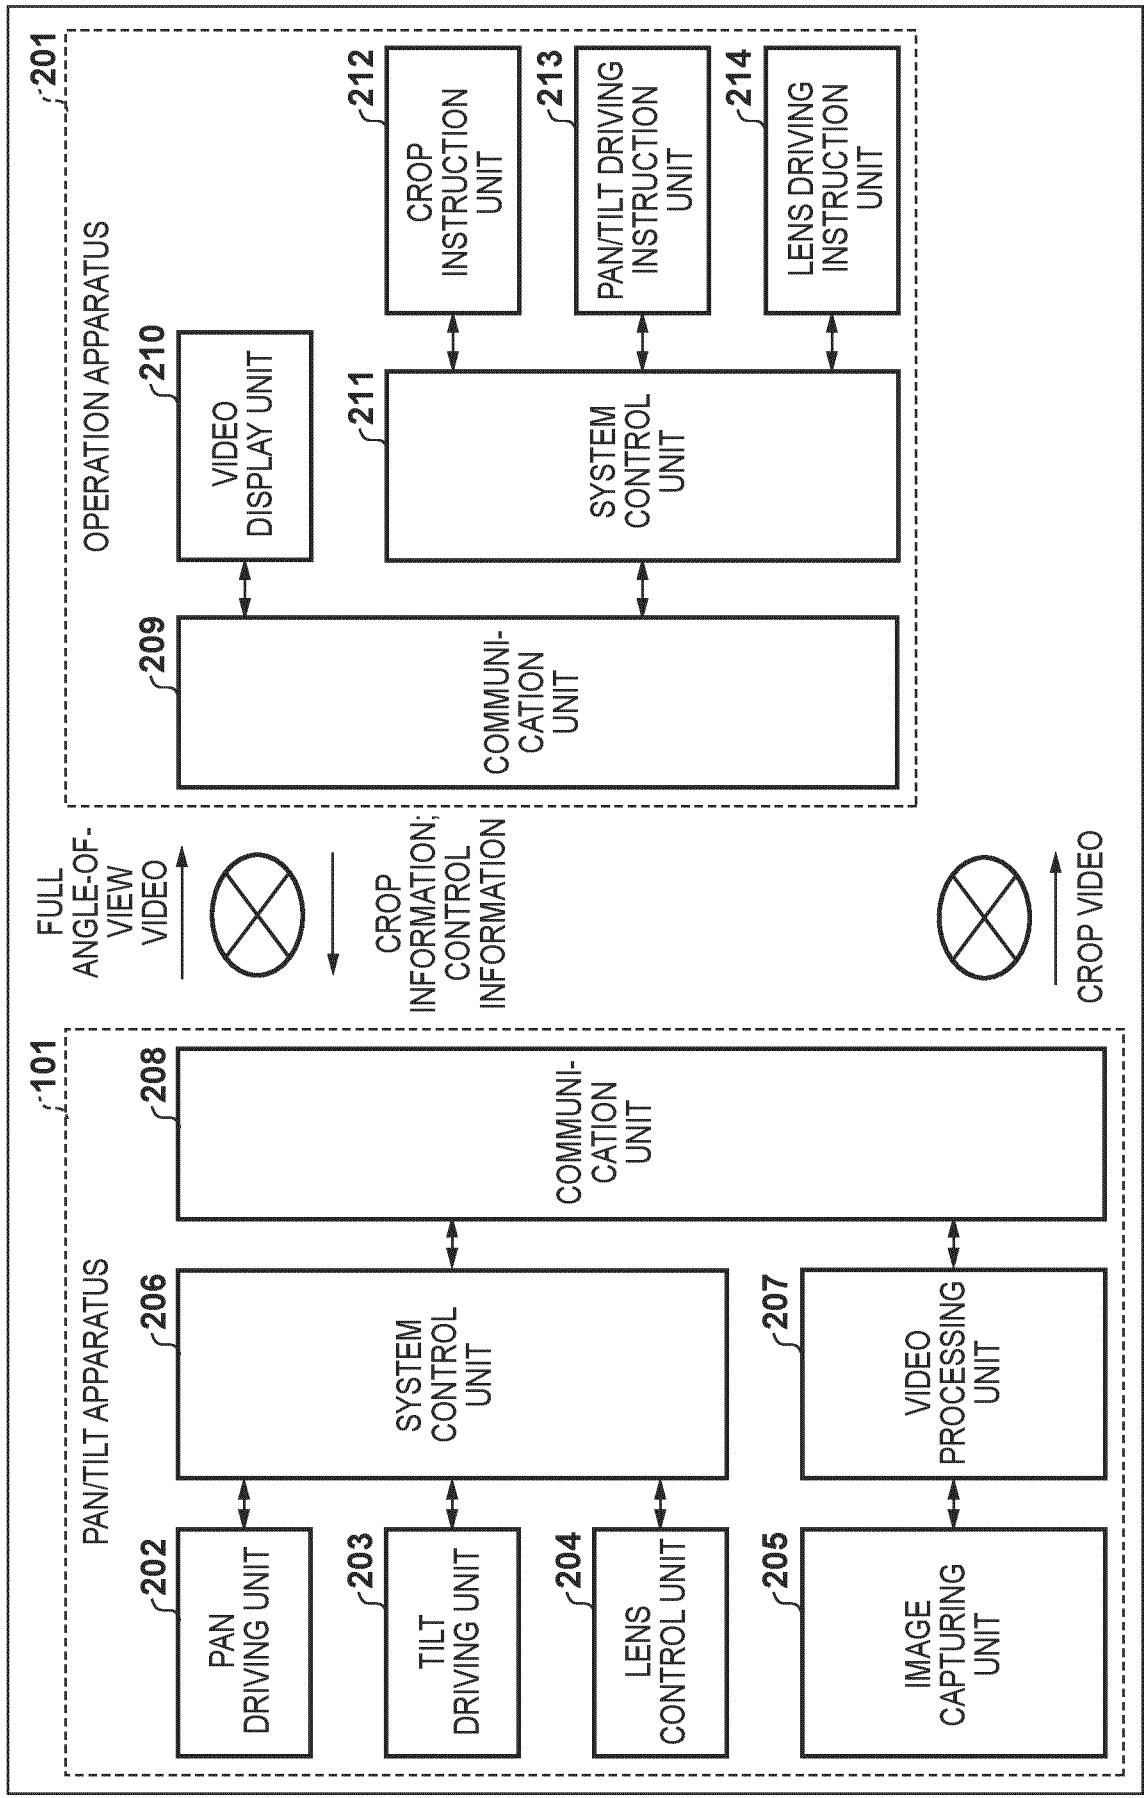 101
PAN/TILT APPARATUS
202
PAN
DRIVING UNIT
203
TILT
DRIVING UNIT
204
LENS
CONTROL UNIT
205
IMAGE
CAPTURING
UNIT
206
SYSTEM
CONTROL
UNIT
207
VIDEO
PROCESSING
UNIT
208
COMMUNI-
CATION
UNIT
FULL
ANGLE-OF-
VIEW
VIDEO
CROP
INFORMATION;
CONTROL
INFORMATION
CROP VIDEO
201
OPERATION APPARATUS
209
COMMUNI-
CATION
UNIT
210
VIDEO
DISPLAY UNIT
211
SYSTEM
CONTROL
UNIT
212
CROP
INSTRUCTION
UNIT
213
PAN/TILT DRIVING
INSTRUCTION
UNIT
214
LENS DRIVING
INSTRUCTION
UNIT